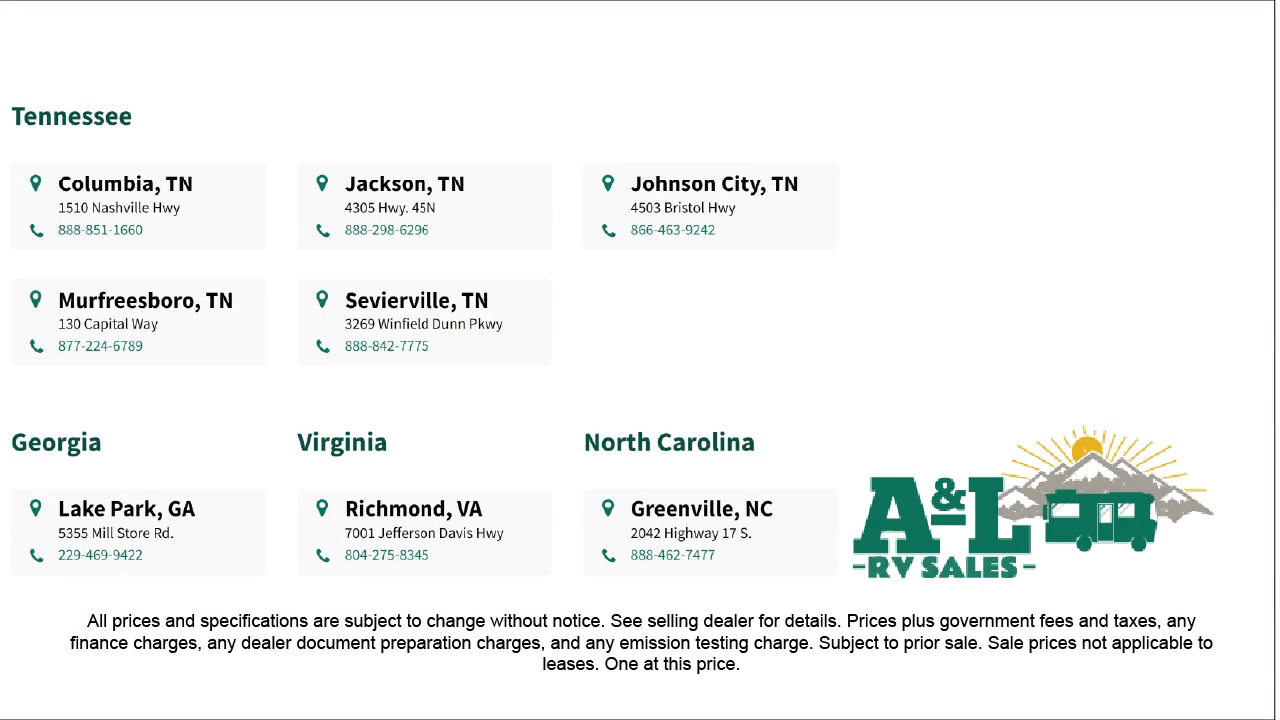 Tennessee
Columbia, TN
1510 Nashville Hwy
888-851-1660
Jackson, TN
4305 Hwy. 45N
888-298-6296
Johnson City, TN
4503 Bristol Hwy
866-463-9242
Murfreesboro, TN
130 Capital Way
877-224-6789
Sevierville, TN
3269 Winfield Dunn Pkwy
888-842-7775
Georgia
Lake Park, GA
5355 Mill Store Rd.
229-469-9422
Virginia
Richmond, VA
7001 Jefferson Davis Hwy
804-275-8345
North Carolina
Greenville, NC
2042 Highway 17 S.
888-462-7477
A&L
-RV SALES-
All prices and specifications are subject to change without notice. See selling dealer for details. Prices plus government fees and taxes, any
finance charges, any dealer document preparation charges, and any emission testing charge. Subject to prior sale. Sale prices not applicable to
leases. One at this price.